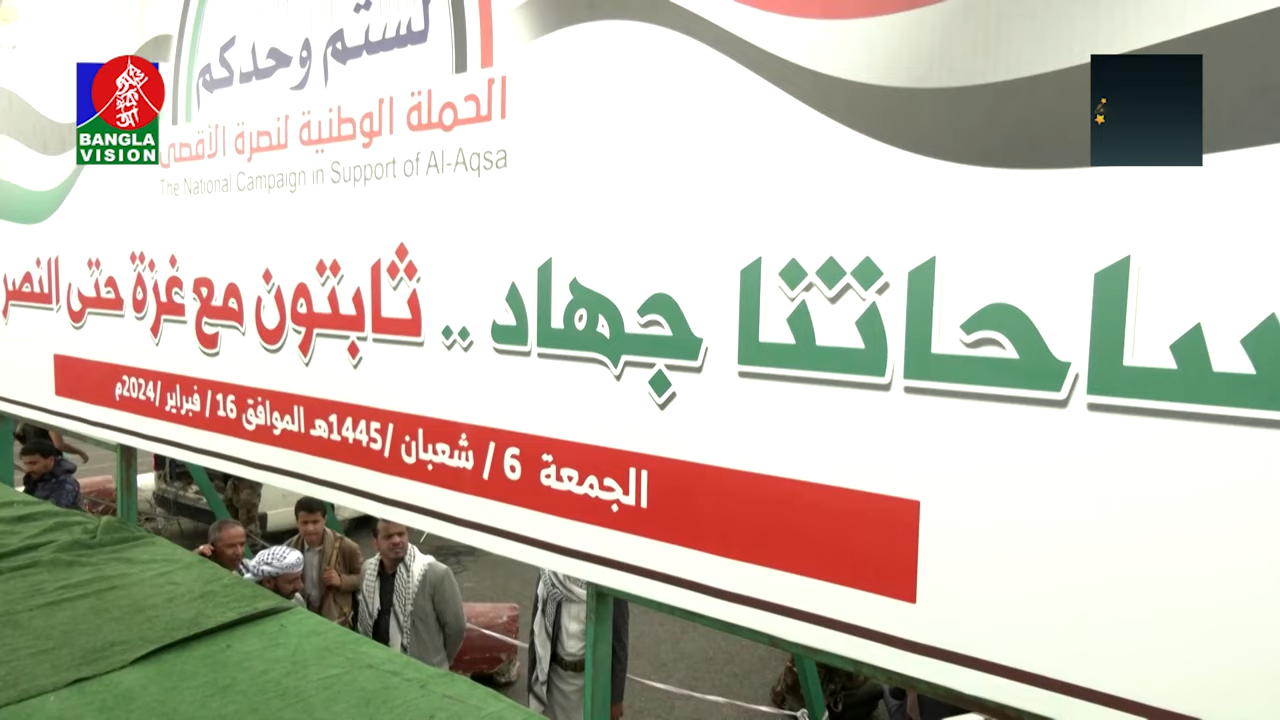 لستم وحدكم
الحملة الوطنية لنصرة الأقصى
The National Campaign in Support of Al-Aqsa
ساحاتنا جهاد .. ثابتون مع غزة حتى النصر
الجمعة 6 / شعبان /1445هـ الموافق 16 / فبراير /2024م
BANGLA
VISION